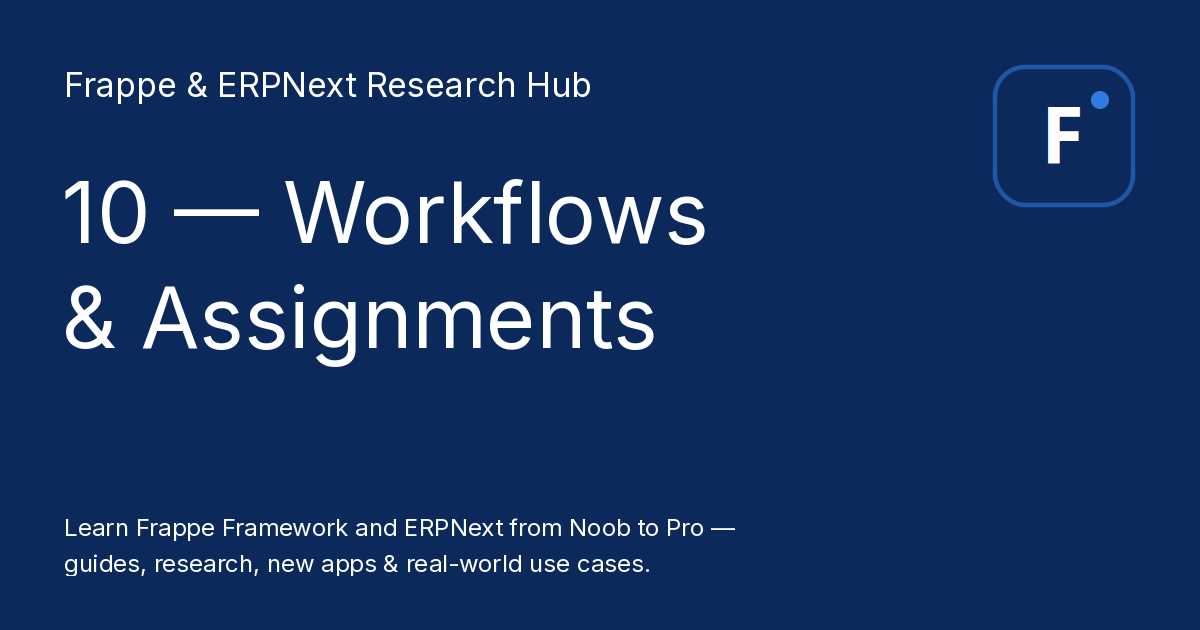 Frappe & ERPNext Research Hub
F
10 — Workflows
& Assignments
Learn Frappe Framework and ERPNext from Noob to Pro —
guides, research, new apps & real-world use cases.